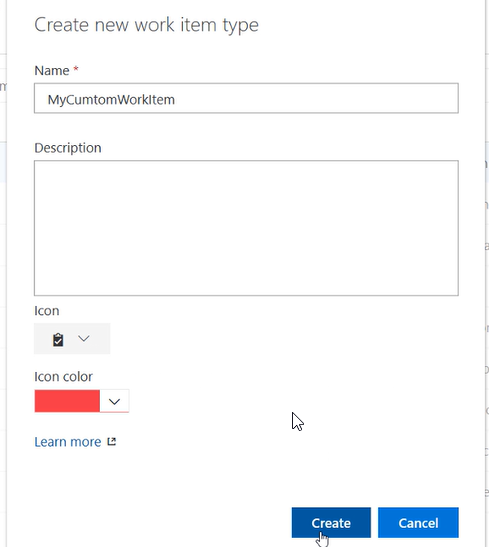 Create new work item type
Name *
MyCumtomWorkItem
Description
Icon
Icon color
Learn more
Create Cancel